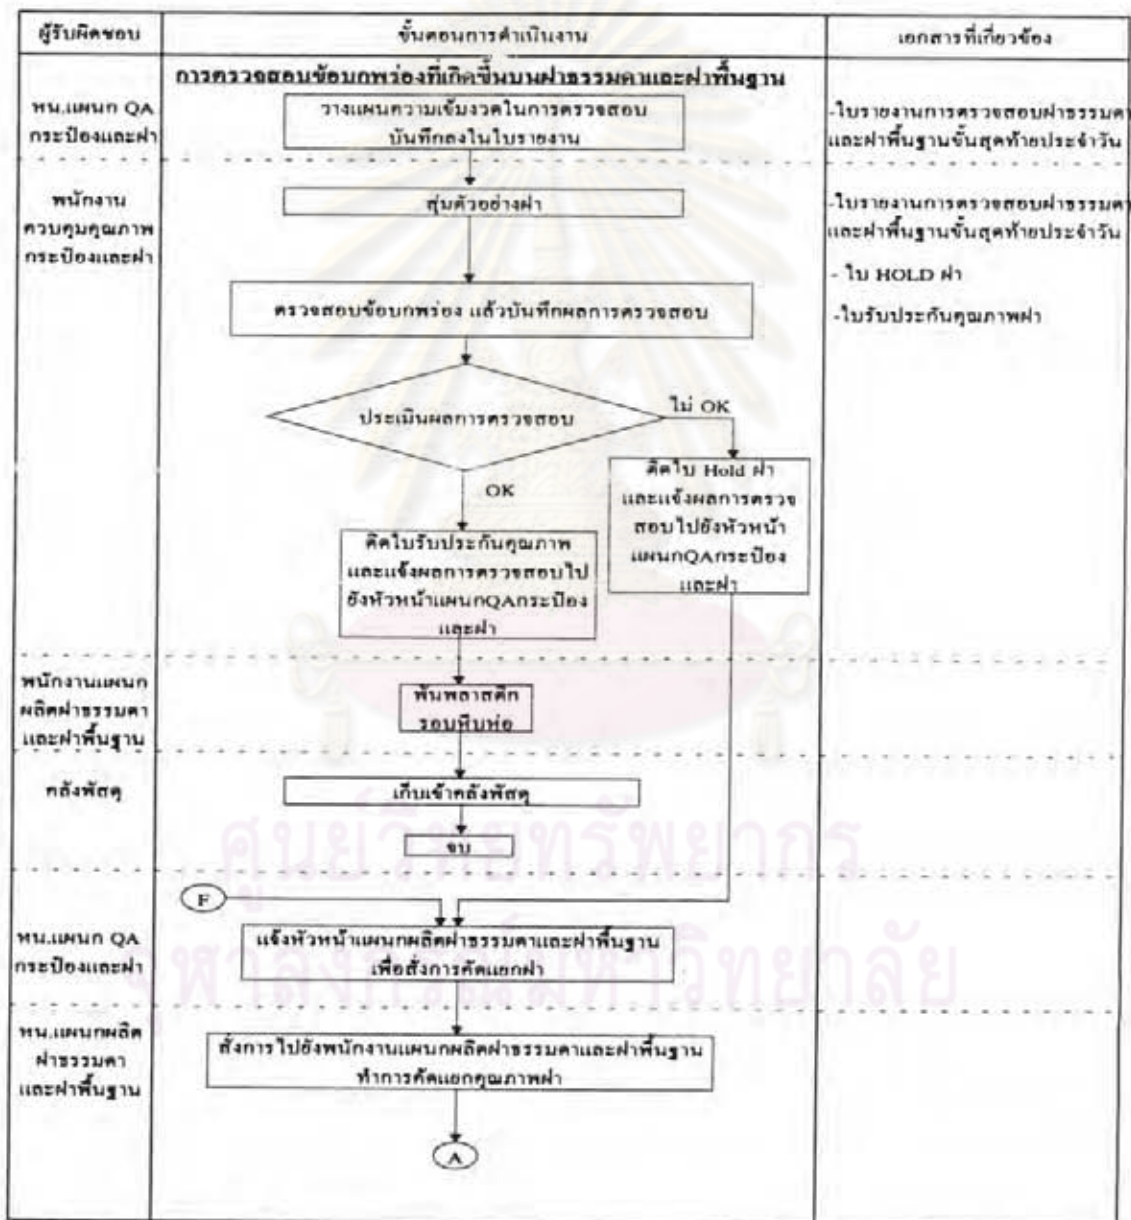 ผู้รับผิดชอบ
ขั้นตอนการดำเนินงาน
เอกสารที่เกี่ยวข้อง
การตรวจสอบข้อบกพร่องที่เกิดขึ้นบนฝาธรรมดาและฝาพื้นฐาน
หน.แผนก QA
กระป๋องและฝา
วางแผนความเข้มงวดในการตรวจสอบ
บันทึกลงในใบรายงาน
-ใบรายงานการตรวจสอบฝาธรรมดา
และฝาพื้นฐานขั้นสุดท้ายประจำวัน
พนักงาน
ควบคุมคุณภาพ
กระป๋องและฝา
สุ่มตัวอย่างฝา
-ใบรายงานการตรวจสอบฝาธรรมดา
และฝาพื้นฐานขั้นสุดท้ายประจำวัน
- ใบ HOLD ฝา
-ใบรับประกันคุณภาพฝา
ตรวจสอบข้อบกพร่อง แล้วบันทึกผลการตรวจสอบ
ประเมินผลการตรวจสอบ
ไม่ OK
OK
ติดใบ Hold ฝา
และแจ้งผลการตรวจ
สอบไปยังหัวหน้า
แผนกQAกระป๋อง
และฝา
ติดใบรับประกันคุณภาพ
และแจ้งผลการตรวจสอบไป
ยังหัวหน้าแผนกQAกระป๋อง
และฝา
พนักงานแผนก
ผลิตฝาธรรมดา
และฝาพื้นฐาน
พันพลาสติก
รอบหีบห่อ
คลังพัสดุ
เก็บเข้าคลังพัสดุ
จบ
F
หน.แผนก QA
กระป๋องและฝา
แจ้งหัวหน้าแผนกผลิตฝาธรรมดาและฝาพื้นฐาน
เพื่อสั่งการคัดแยกฝา
หน.แผนกผลิต
ฝาธรรมดา
และฝาพื้นฐาน
สั่งการไปยังพนักงานแผนกผลิตฝาธรรมดาและฝาพื้นฐาน
ทำการคัดแยกคุณภาพฝา
A
ศูนย์วิทยทรัพยากร
จุฬาลงกรณ์มหาวิทยาลัย